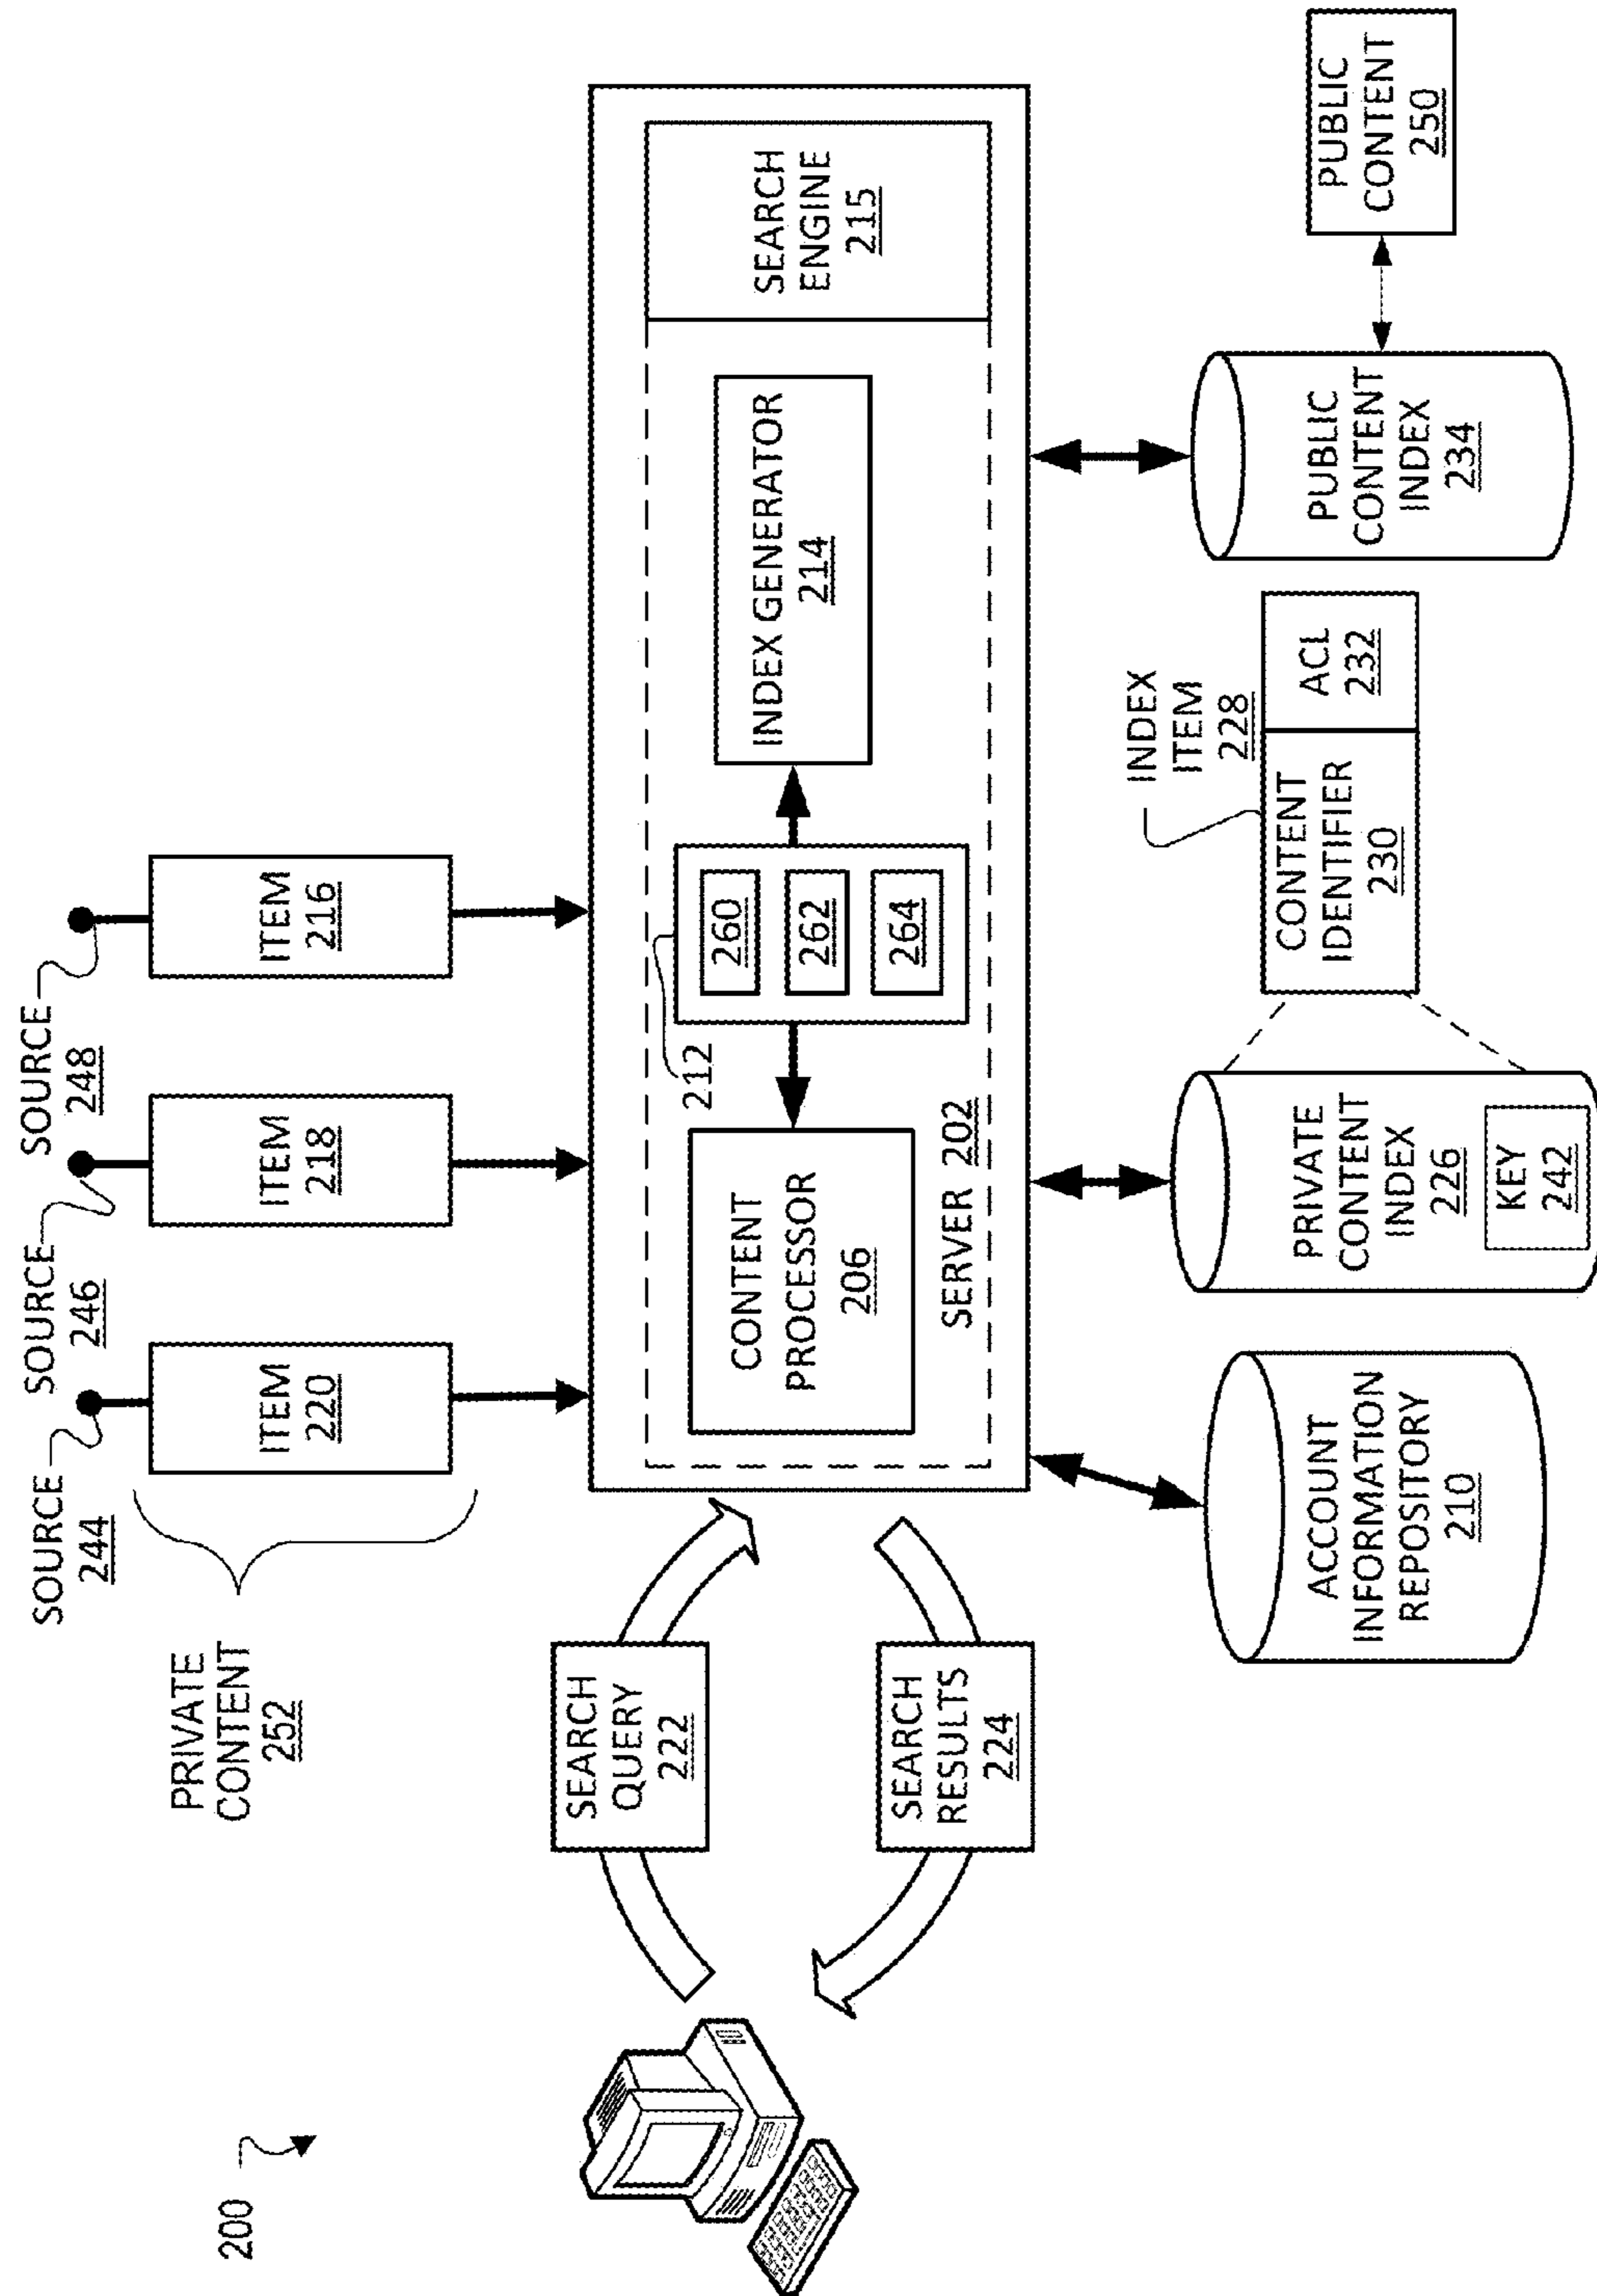 200
PRIVATE
CONTENT
252
SOURCE
244
SOURCE
246
SOURCE
248
ITEM
220
ITEM
218
ITEM
216
SEARCH
QUERY
222
SEARCH
RESULTS
224
CONTENT
PROCESSOR
206
SERVER 202
212
260
262
264
INDEX GENERATOR
214
SEARCH
ENGINE
215
ACCOUNT
INFORMATION
REPOSITORY
210
PRIVATE
CONTENT
INDEX
226
KEY
242
INDEX
ITEM
228
CONTENT
IDENTIFIER
230
ACL
232
PUBLIC
CONTENT
INDEX
234
PUBLIC
CONTENT
250